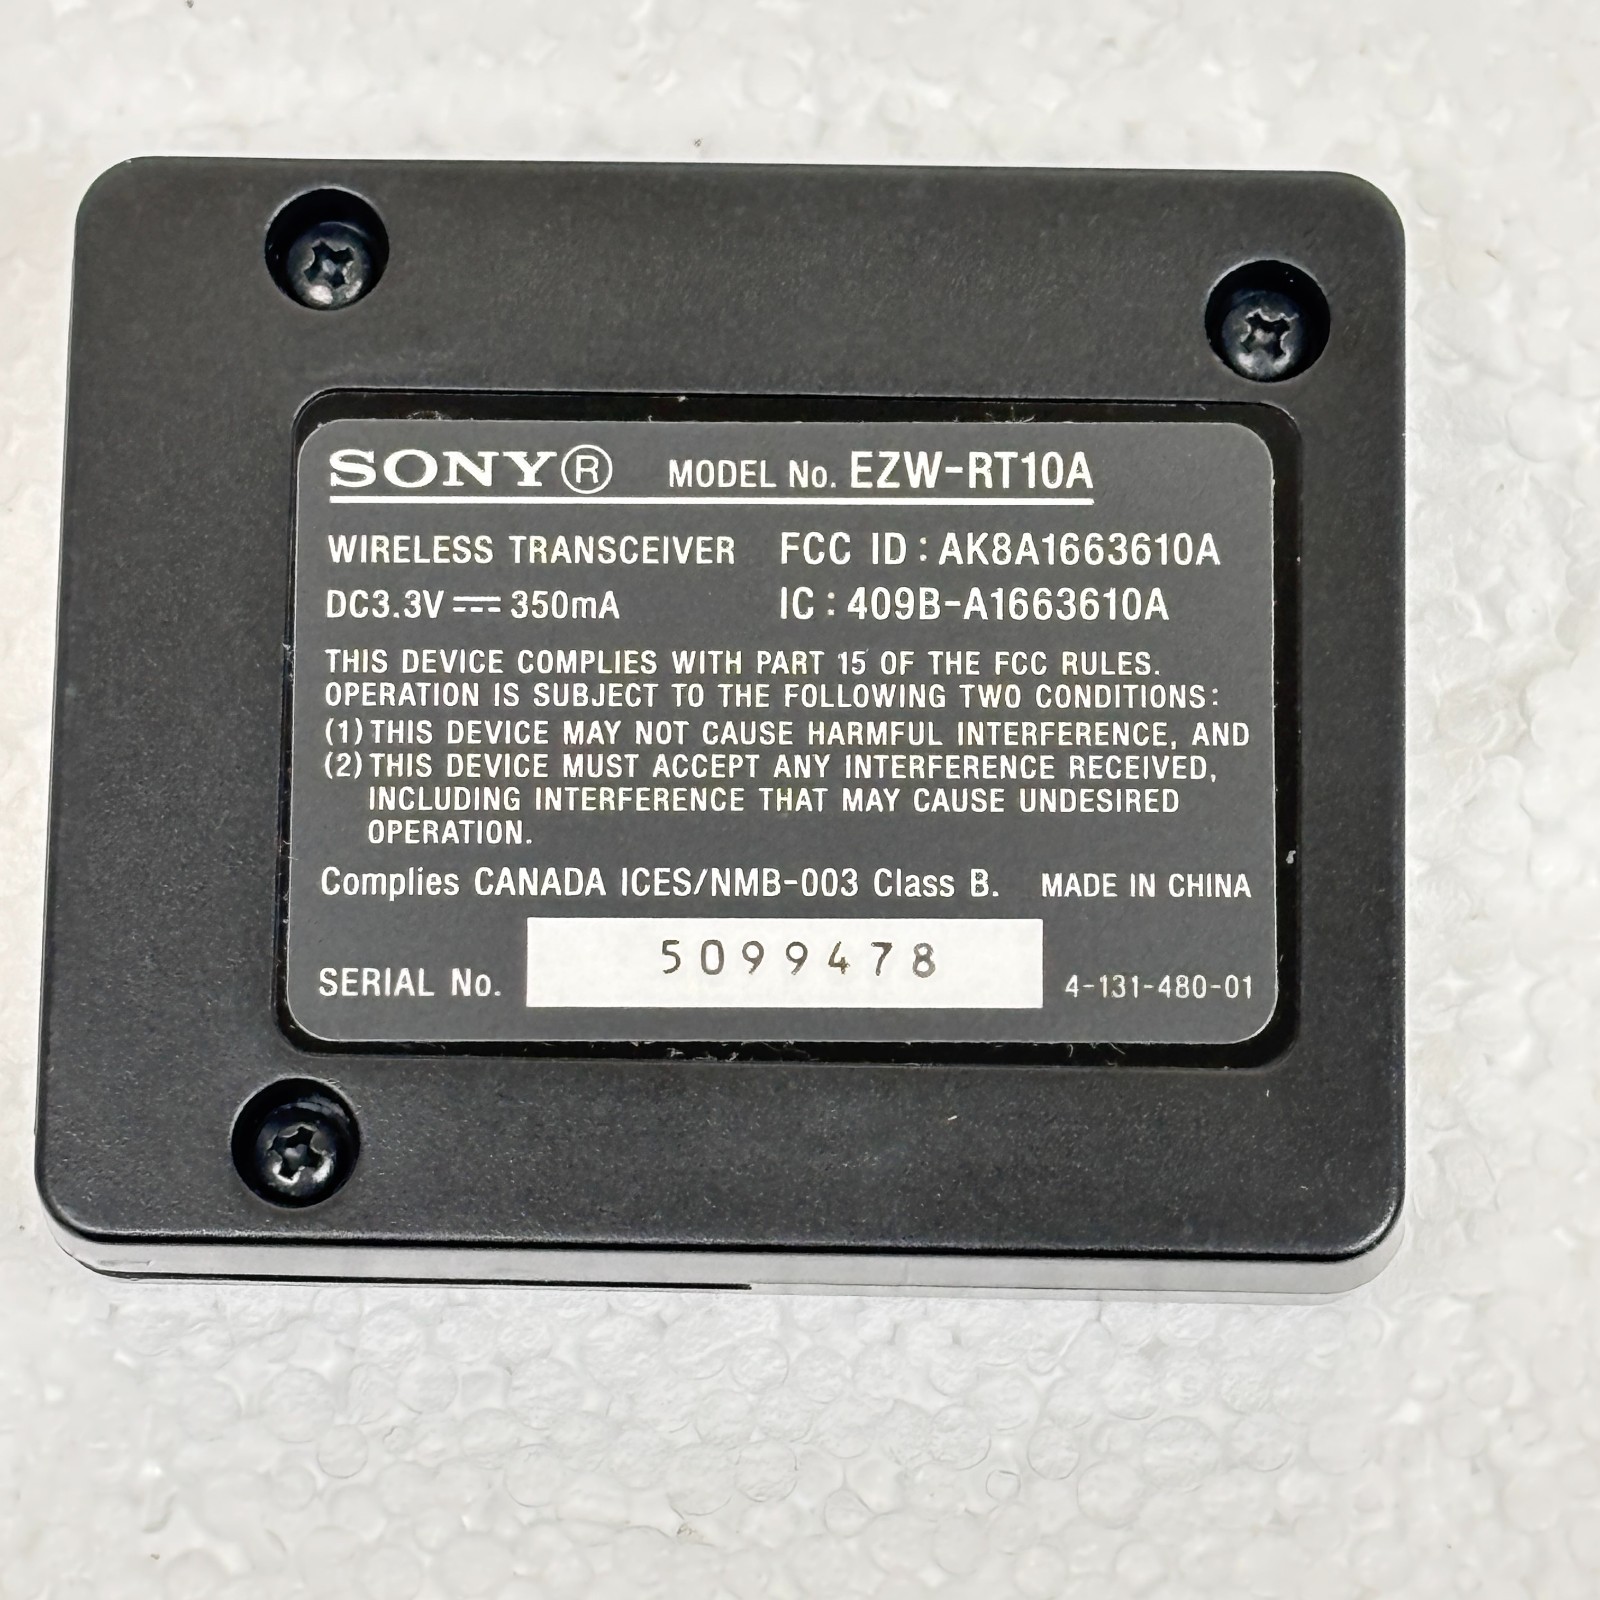 SONY® MODEL No. EZW-RT10A
WIRELESS TRANSCEIVER FCC ID : AK8A1663610A
DC3.3V ⎓ 350mA IC : 409B-A1663610A
THIS DEVICE COMPLIES WITH PART 15 OF THE FCC RULES.
OPERATION IS SUBJECT TO THE FOLLOWING TWO CONDITIONS:
(1) THIS DEVICE MAY NOT CAUSE HARMFUL INTERFERENCE, AND
(2) THIS DEVICE MUST ACCEPT ANY INTERFERENCE RECEIVED,
INCLUDING INTERFERENCE THAT MAY CAUSE UNDESIRED
OPERATION.
Complies CANADA ICES/NMB-003 Class B. MADE IN CHINA
SERIAL No. 5099478 4-131-480-01